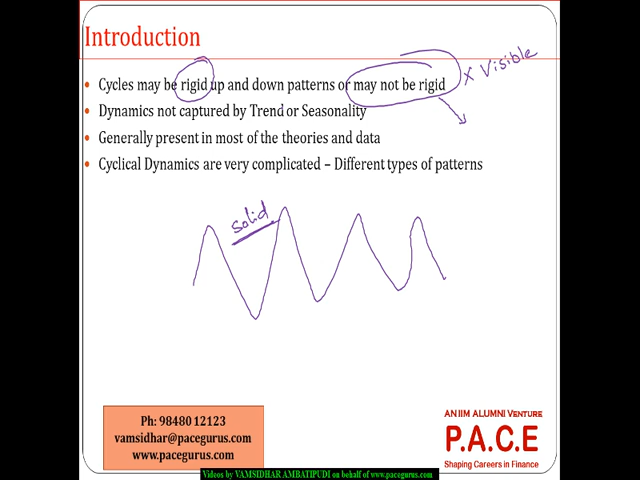 Introduction
• Cycles may be rigid up and down patterns or may not be rigid
x Visible
• Dynamics not captured by Trend or Seasonality
• Generally present in most of the theories and data
• Cyclical Dynamics are very complicated – Different types of patterns
Solid
Ph: 98480 12123
vamsidhar@pacegurus.com
www.pacegurus.com
AN IIM ALUMNI VENTURE
P.A.C.E
Shaping Careers in Finance
Videos by VAMSIDHAR AMBATIPUDI on behalf of www.pacegurus.com